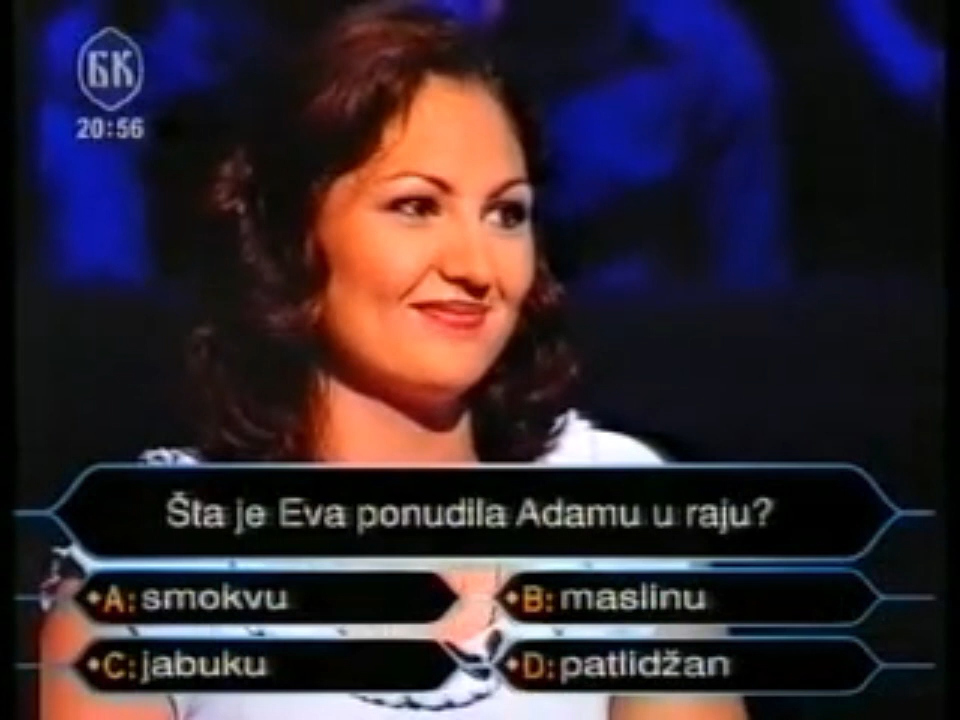 БК
20:56
Šta je Eva ponudila Adamu u raju?
A: smokvu
B: maslinu
C: jabuku
D: patlidžan